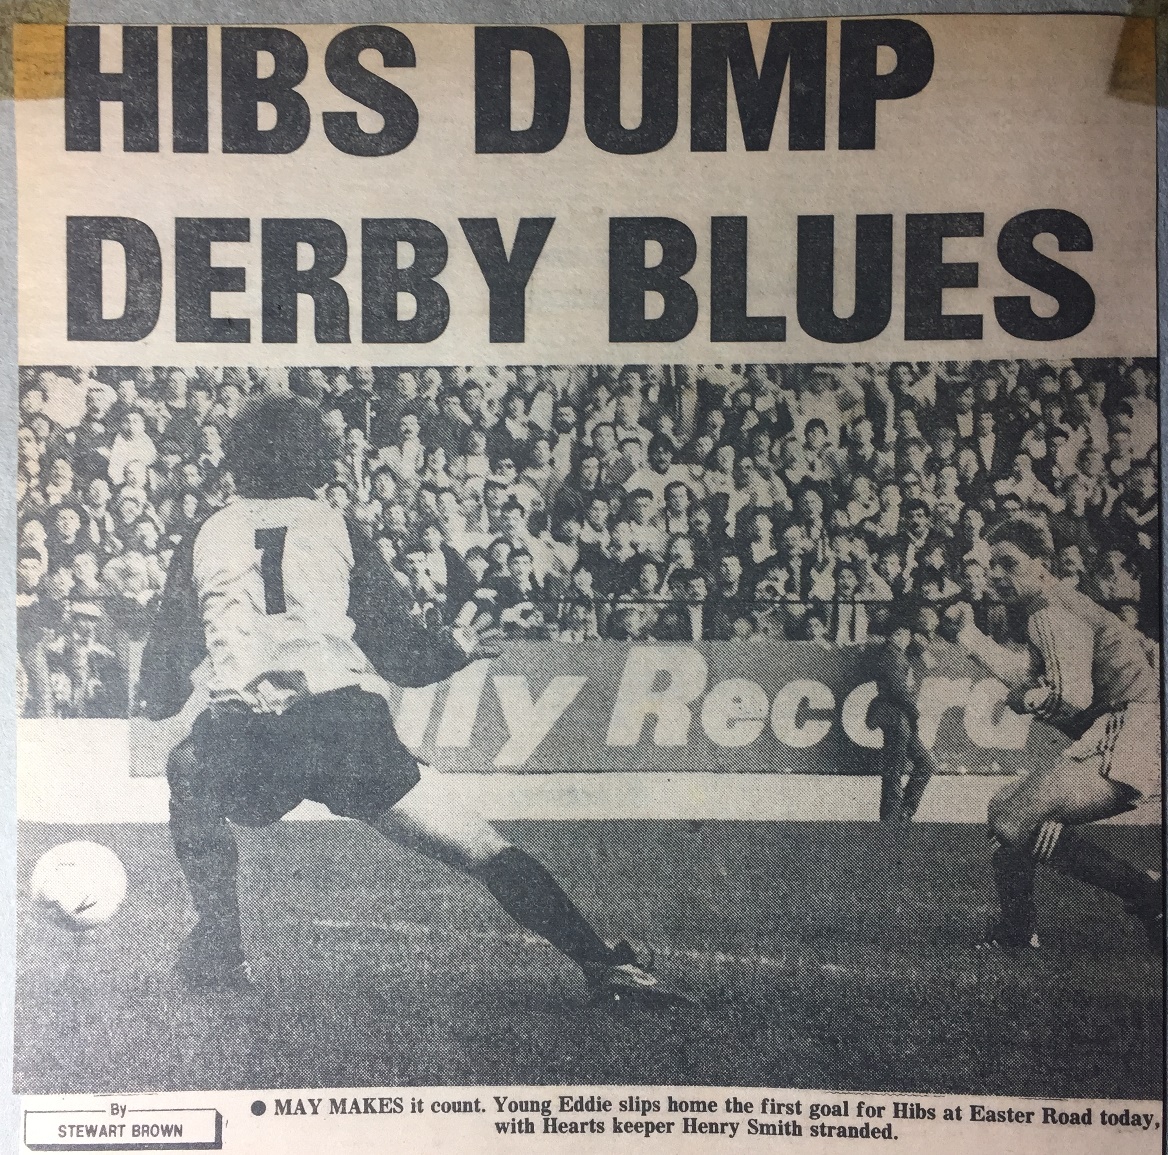 HIBS DUMP
DERBY BLUES
1
ily Record
By
STEWART BROWN
● MAY MAKES it count. Young Eddie slips home the first goal for Hibs at Easter Road today,
with Hearts keeper Henry Smith stranded.